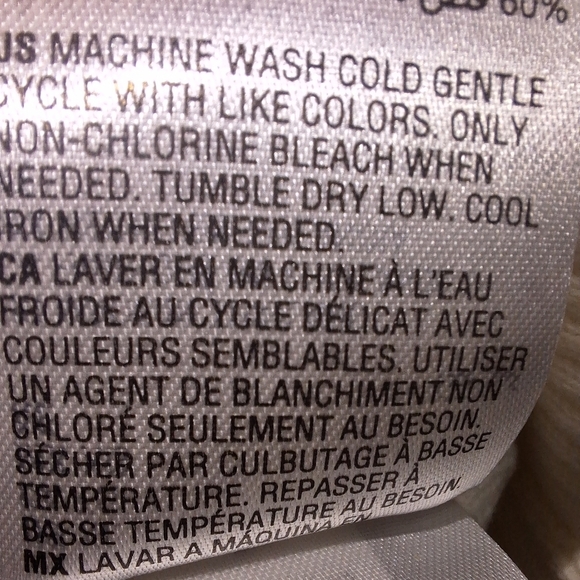 60%
US MACHINE WASH COLD GENTLE
CYCLE WITH LIKE COLORS. ONLY
NON-CHLORINE BLEACH WHEN
NEEDED. TUMBLE DRY LOW. COOL
IRON WHEN NEEDED.
CA LAVER EN MACHINE À L'EAU
FROIDE AU CYCLE DÉLICAT AVEC
COULEURS SEMBLABLES. UTILISER
UN AGENT DE BLANCHIMENT NON
CHLORÉ SEULEMENT AU BESOIN.
SÉCHER PAR CULBUTAGE À BASSE
TEMPÉRATURE. REPASSER À
BASSE TEMPÉRATURE AU BESOIN.
MX LAVAR A MÁQUINA EN